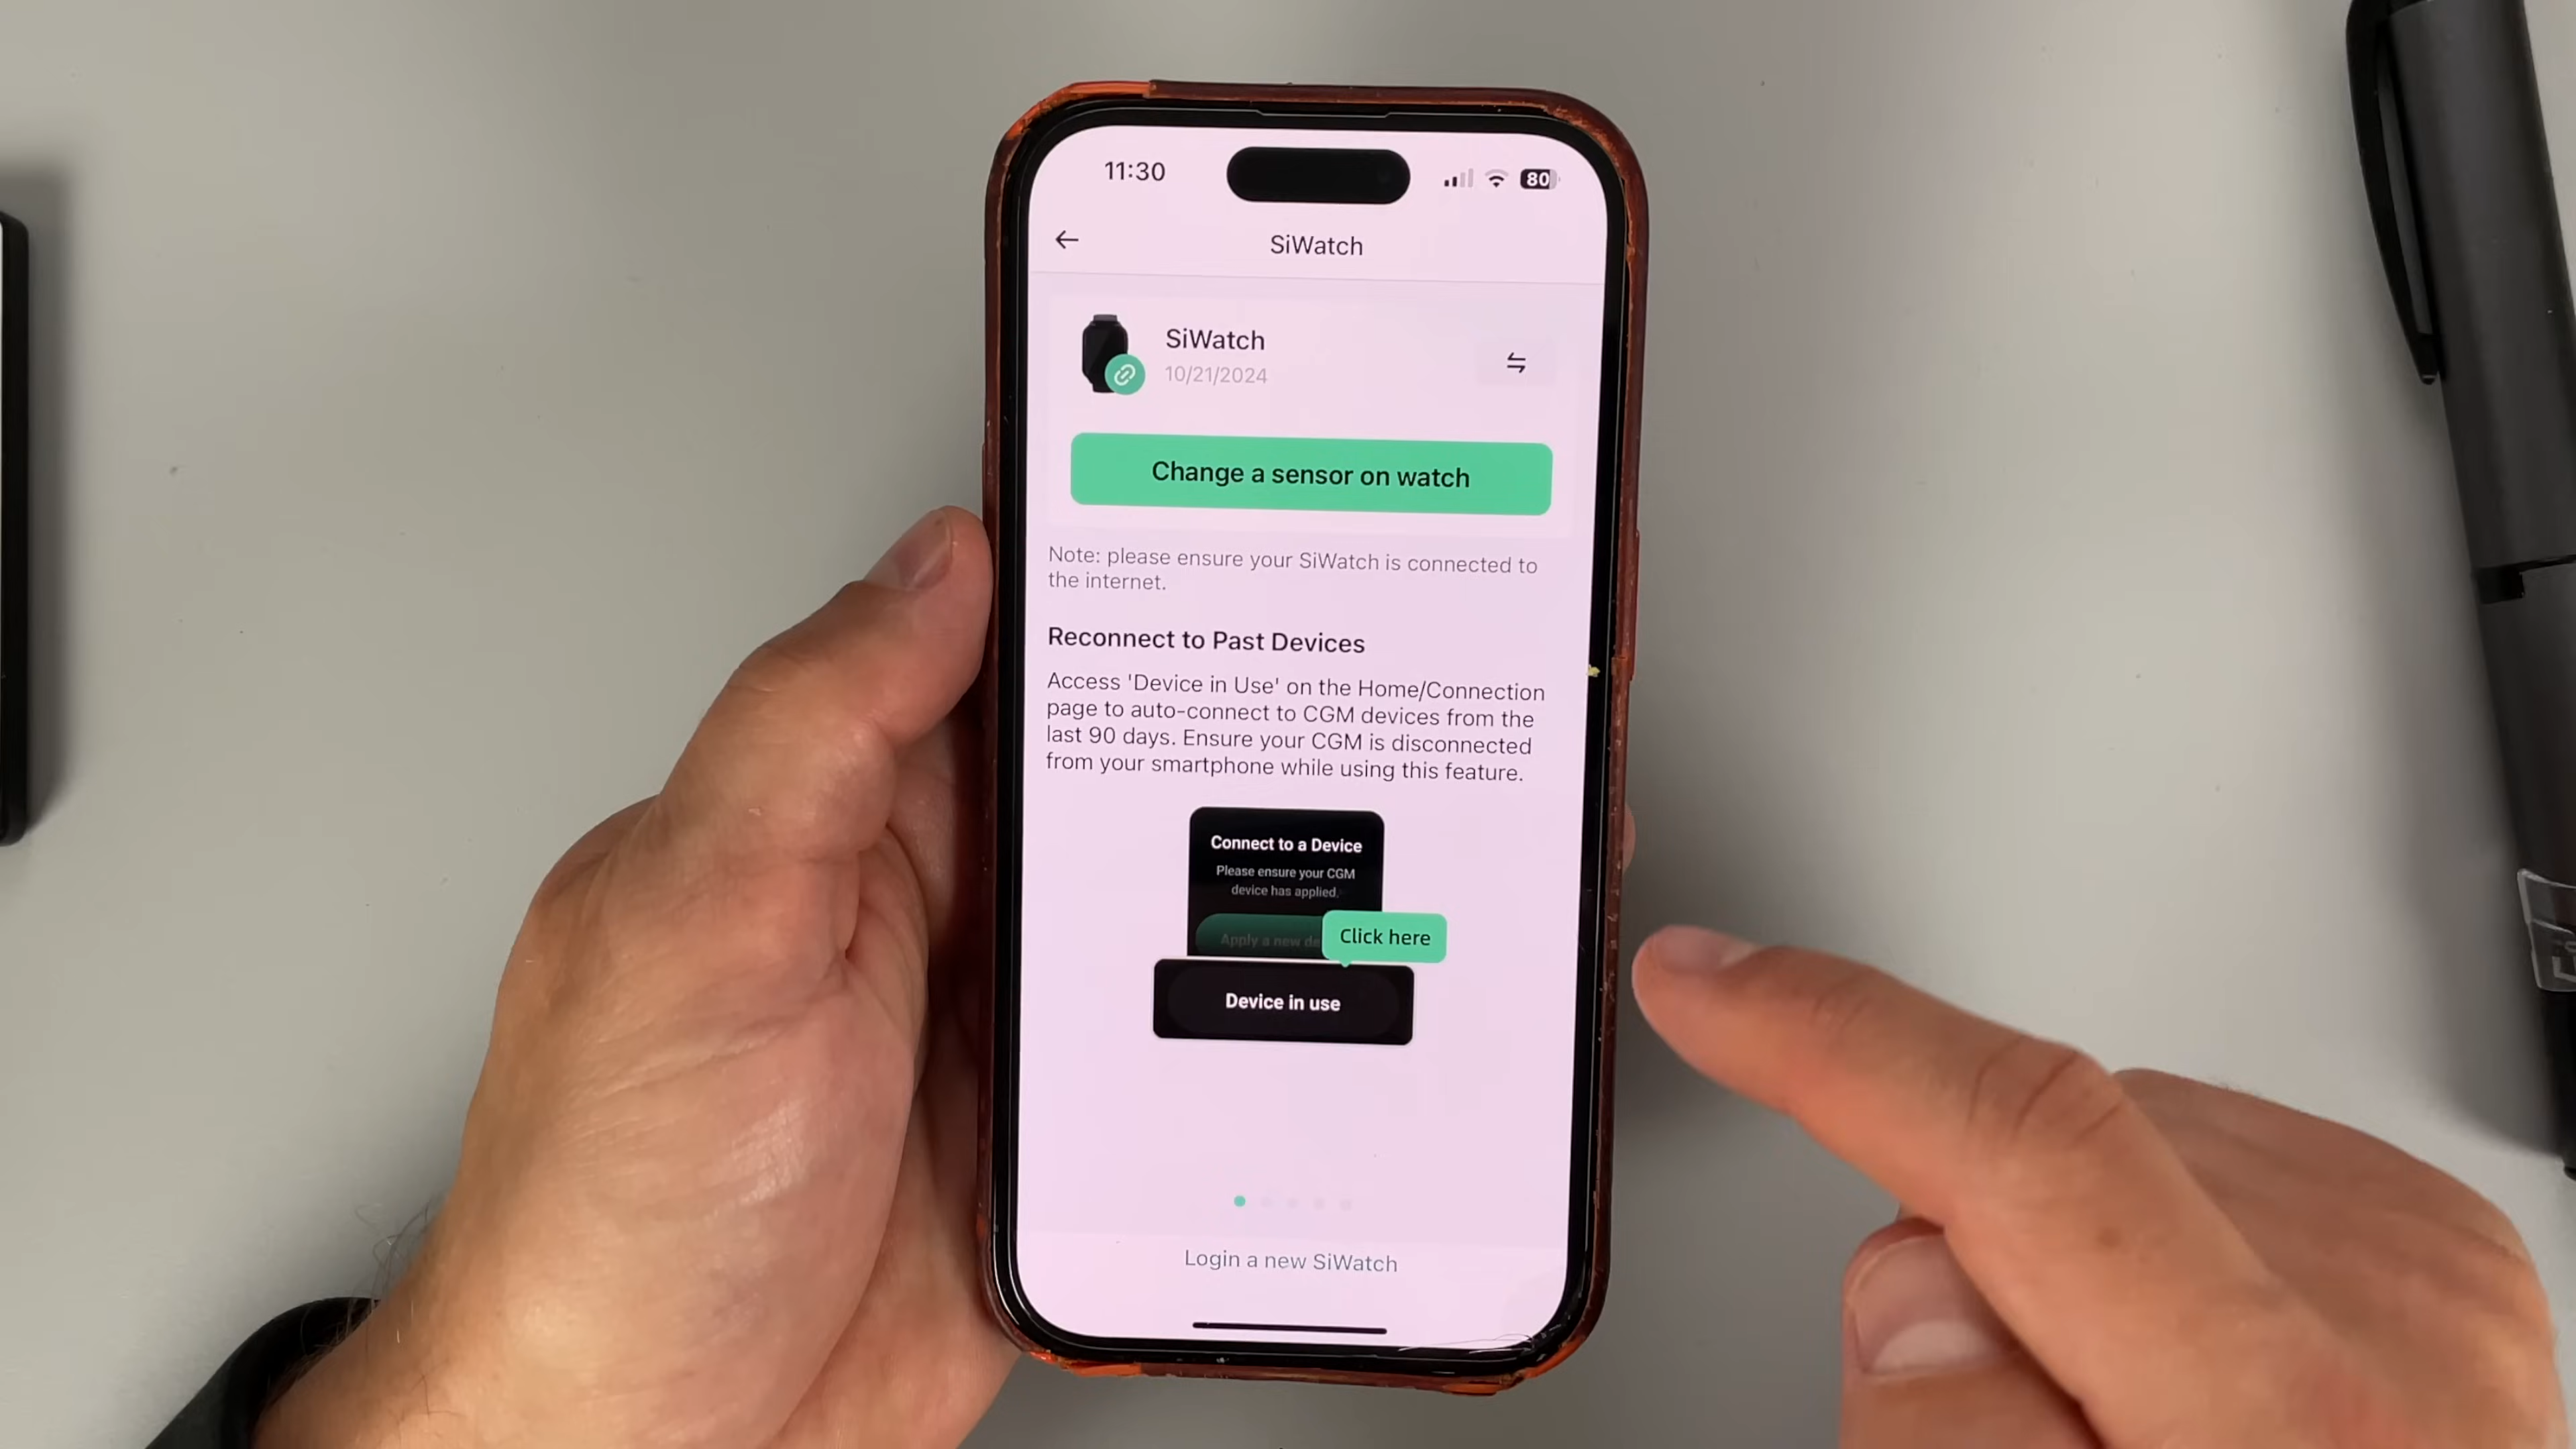 11:30
80
SiWatch
SiWatch
10/21/2024
Change a sensor on watch
Note: please ensure your SiWatch is connected to
the internet.
Reconnect to Past Devices
Access 'Device in Use' on the Home/Connection
page to auto-connect to CGM devices from the
last 90 days. Ensure your CGM is disconnected
from your smartphone while using this feature.
Connect to a Device
Please ensure your CGM
device has applied.
Apply a new de
Click here
Device in use
Login a new SiWatch